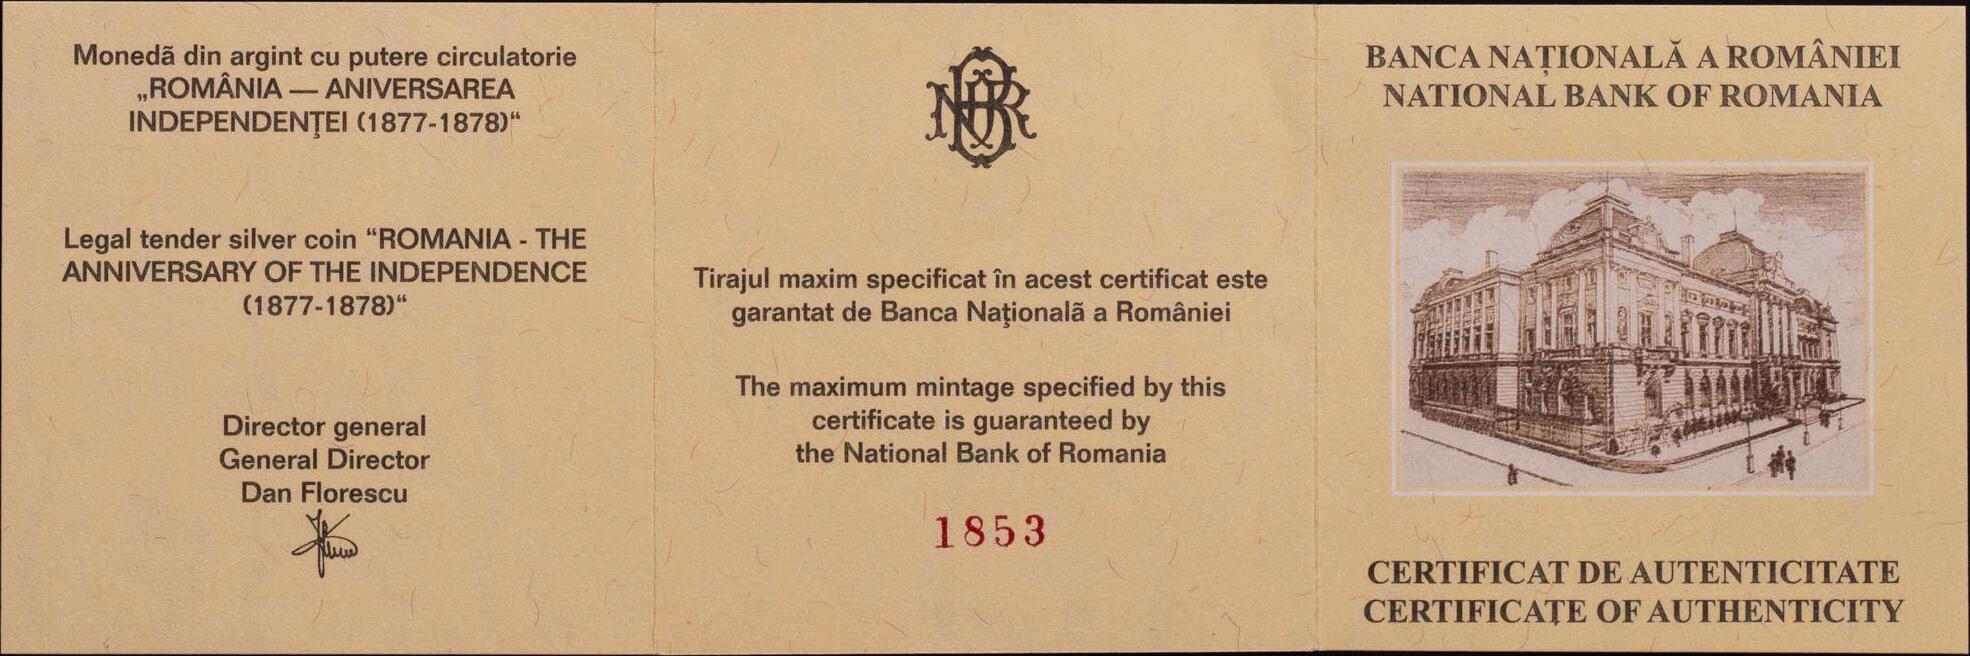 Monedã din argint cu putere circulatorie
„ROMÂNIA — ANIVERSAREA
INDEPENDENŢEI (1877-1878)“
Legal tender silver coin “ROMANIA - THE
ANNIVERSARY OF THE INDEPENDENCE
(1877-1878)“
Director general
General Director
Dan Florescu
NBR
Tirajul maxim specificat în acest certificat este
garantat de Banca Naţionalã a României
The maximum mintage specified by this
certificate is guaranteed by
the National Bank of Romania
1853
BANCA NAȚIONALĂ A ROMÂNIEI
NATIONAL BANK OF ROMANIA
CERTIFICAT DE AUTENTICITATE
CERTIFICATE OF AUTHENTICITY